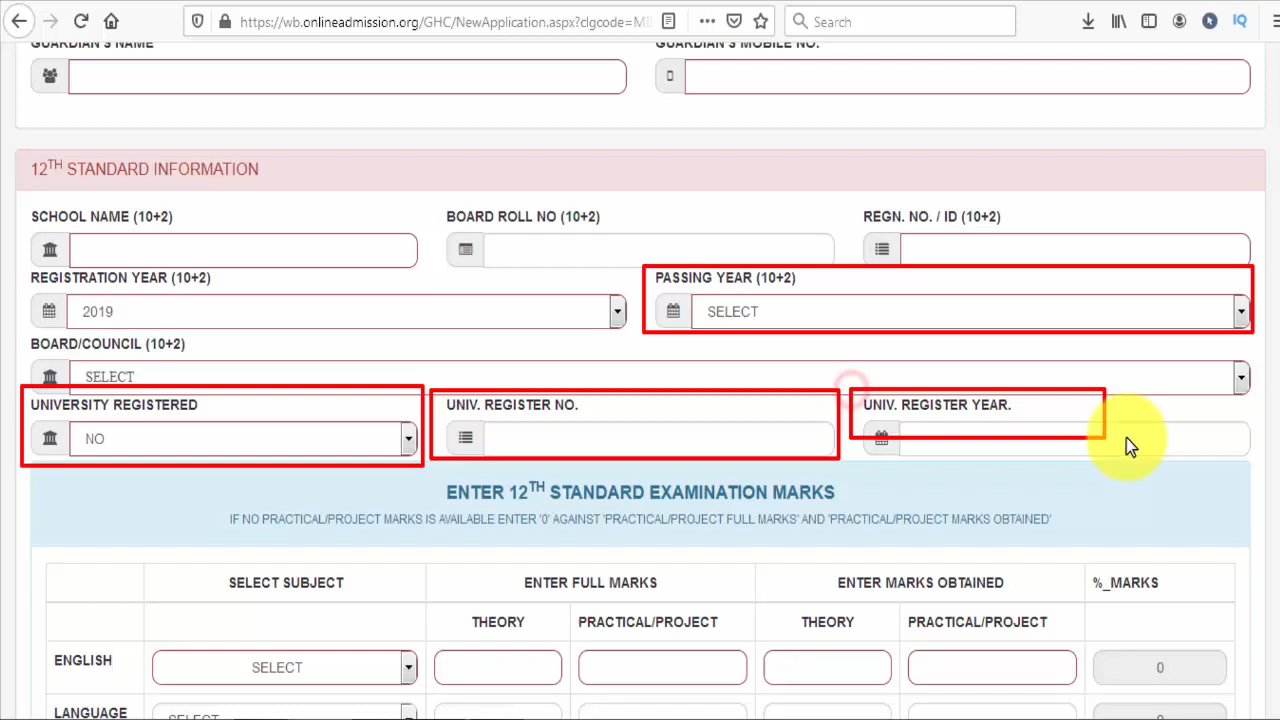 https://wb.onlineadmission.org/GHC/NewApplication.aspx?dlgcode=MI
Search
GUARDIAN'S NAME
GUARDIAN'S MOBILE NO.
12TH STANDARD INFORMATION
SCHOOL NAME (10+2)
BOARD ROLL NO (10+2)
REGN. NO. / ID (10+2)
REGISTRATION YEAR (10+2)
PASSING YEAR (10+2)
2019
SELECT
BOARD/COUNCIL (10+2)
SELECT
UNIVERSITY REGISTERED
UNIV. REGISTER NO.
UNIV. REGISTER YEAR.
NO
ENTER 12TH STANDARD EXAMINATION MARKS
IF NO PRACTICAL/PROJECT MARKS IS AVAILABLE ENTER '0' AGAINST 'PRACTICAL/PROJECT FULL MARKS' AND 'PRACTICAL/PROJECT MARKS OBTAINED'
SELECT SUBJECT
ENTER FULL MARKS
ENTER MARKS OBTAINED
%_MARKS
THEORY
PRACTICAL/PROJECT
THEORY
PRACTICAL/PROJECT
ENGLISH
SELECT
0
LANGUAGE
SELECT